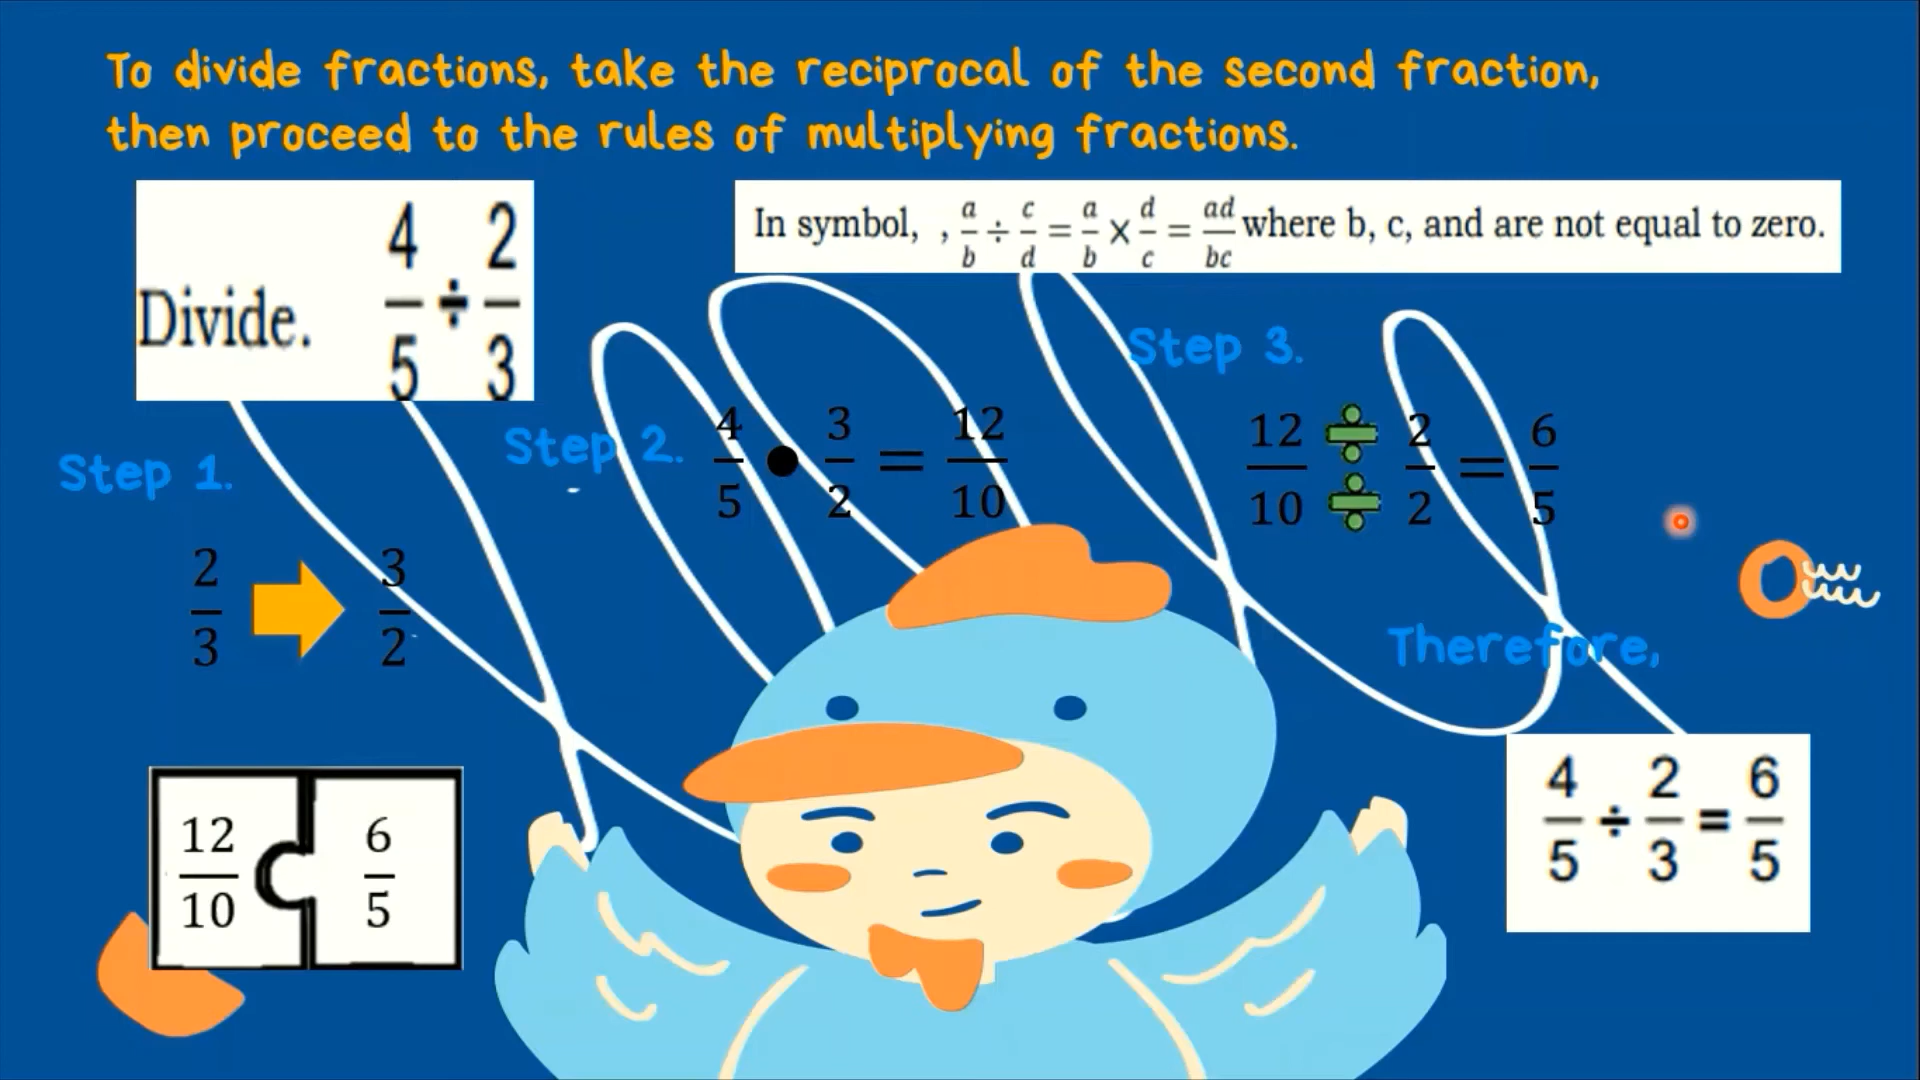 To divide fractions, take the reciprocal of the second fraction,
then proceed to the rules of multiplying fractions.
Divide. 4/5 ÷ 2/3
In symbol, , a/b ÷ c/d = a/b × d/c = ad/bc where b, c, and are not equal to zero.
Step 1.
2/3 3/2
Step 2. 4/5 • 3/2 = 12/10
Step 3.
12/10 ÷ ÷ 2/2 = 6/5
12/10 6/5
Therefore,
4/5 ÷ 2/3 = 6/5